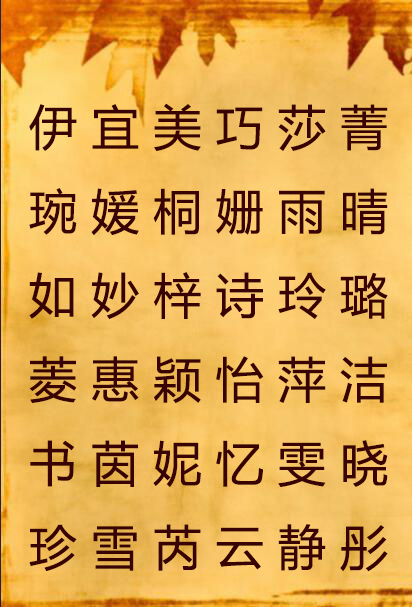 伊宜美巧莎菁
琬媛桐姗雨晴
如妙梓诗玲璐
菱惠颖怡萍洁
书茵妮忆雯晓
珍雪芮云静彤